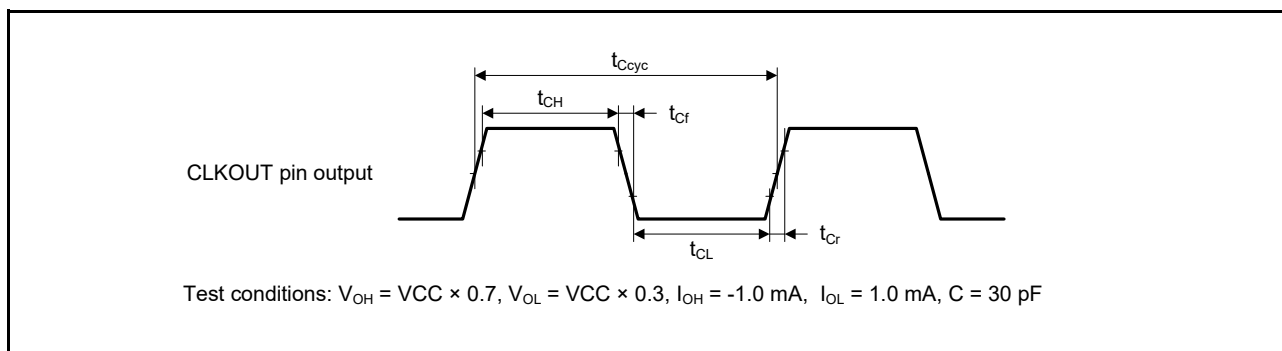 tCcyc
tCH
tCf
CLKOUT pin output
tCL
tCr
Test conditions: VOH = VCC × 0.7, VOL = VCC × 0.3, IOH = -1.0 mA, IOL = 1.0 mA, C = 30 pF